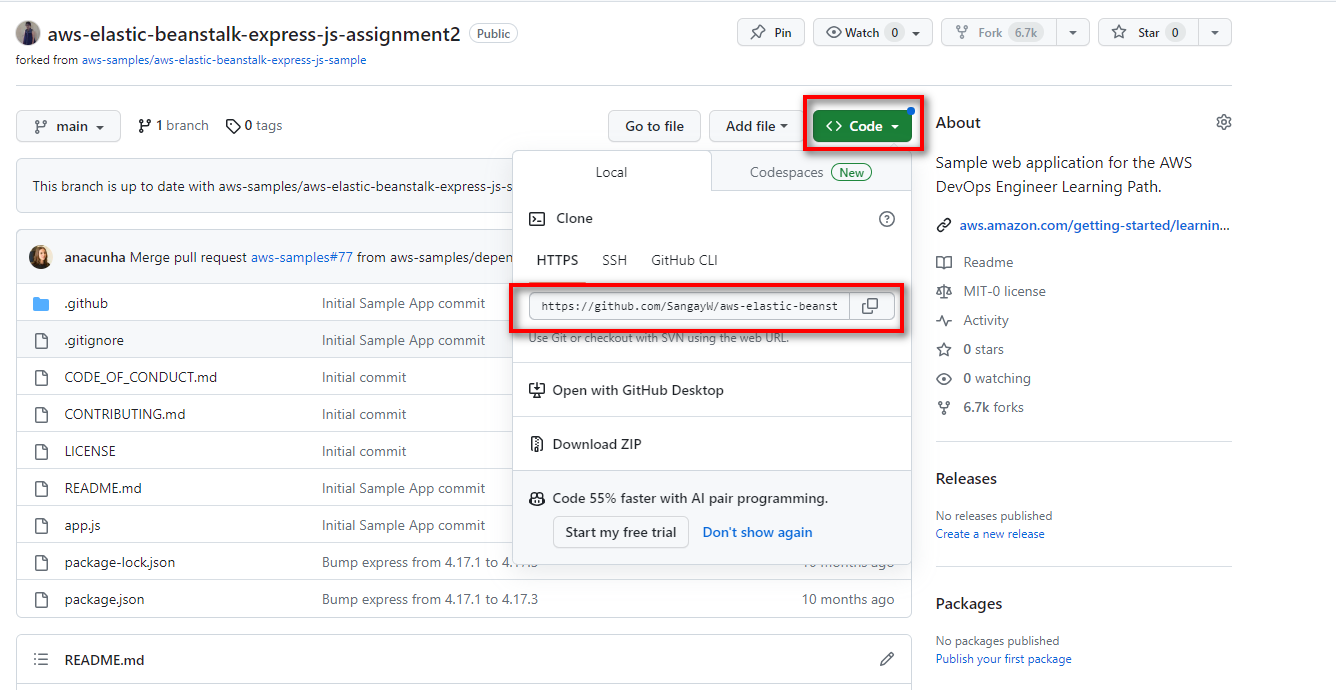 aws-elastic-beanstalk-express-js-assignment2 Public Pin Watch 0 Fork 6.7k Star 0
forked from aws-samples/aws-elastic-beanstalk-express-js-sample
main 1 branch 0 tags Go to file Add file <> Code
This branch is up to date with aws-samples/aws-elastic-beanstalk-express-js-s
anacunha Merge pull request aws-samples#77 from aws-samples/depen
.github Initial Sample App commit
.gitignore Initial Sample App commit
CODE_OF_CONDUCT.md Initial commit
CONTRIBUTING.md Initial commit
LICENSE Initial commit
README.md Initial Sample App commit
app.js Initial Sample App commit
package-lock.json Bump express from 4.17.1 to 4.17.3 10 months ago
package.json Bump express from 4.17.1 to 4.17.3 10 months ago
README.md
Local Codespaces New
Clone
HTTPS SSH GitHub CLI
https://github.com/SangayW/aws-elastic-beanst
Use Git or checkout with SVN using the web URL.
Open with GitHub Desktop
Download ZIP
Code 55% faster with AI pair programming.
Start my free trial Don't show again
About
Sample web application for the AWS
DevOps Engineer Learning Path.
aws.amazon.com/getting-started/learnin...
Readme
MIT-0 license
Activity
0 stars
0 watching
6.7k forks
Releases
No releases published
Create a new release
Packages
No packages published
Publish your first package